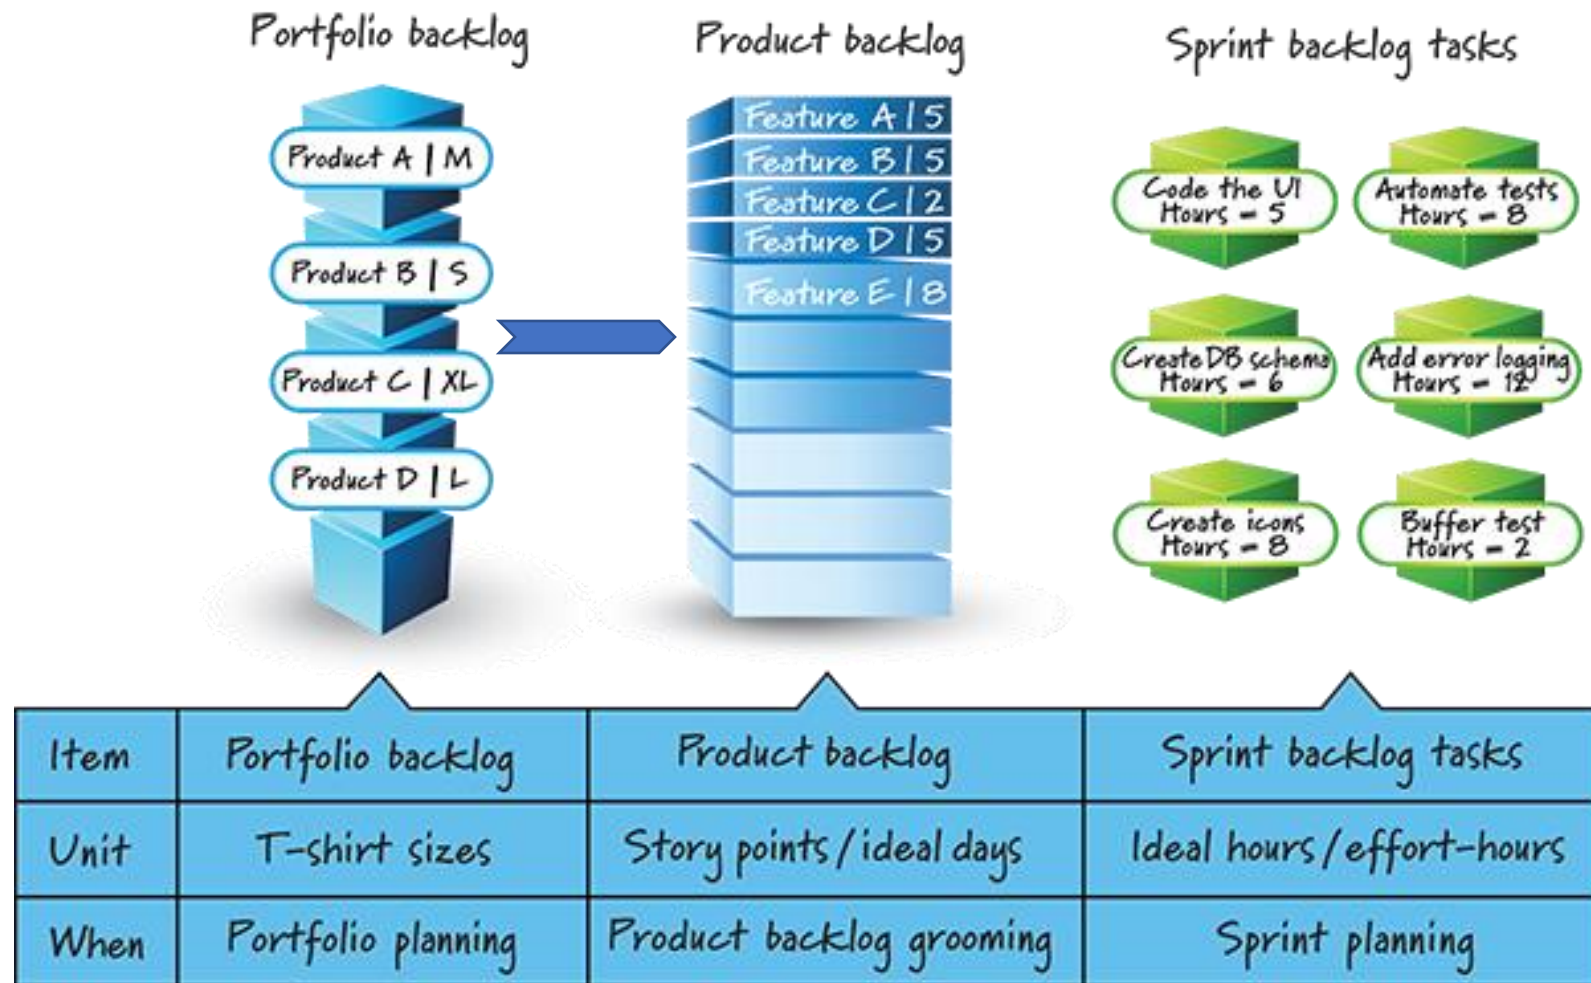 Portfolio backlog
Product A | M
Product B | S
Product C | XL
Product D | L
Product backlog
Feature A | 5
Feature B | 5
Feature C | 2
Feature D | 5
Feature E | 8
Sprint backlog tasks
Code the UI
Hours = 5
Automate tests
Hours = 8
Create DB schema
Hours = 6
Add error logging
Hours = 12
Create icons
Hours = 8
Buffer test
Hours = 2
Item Portfolio backlog Product backlog Sprint backlog tasks
Unit T-shirt sizes Story points/ideal days Ideal hours/effort-hours
When Portfolio planning Product backlog grooming Sprint planning